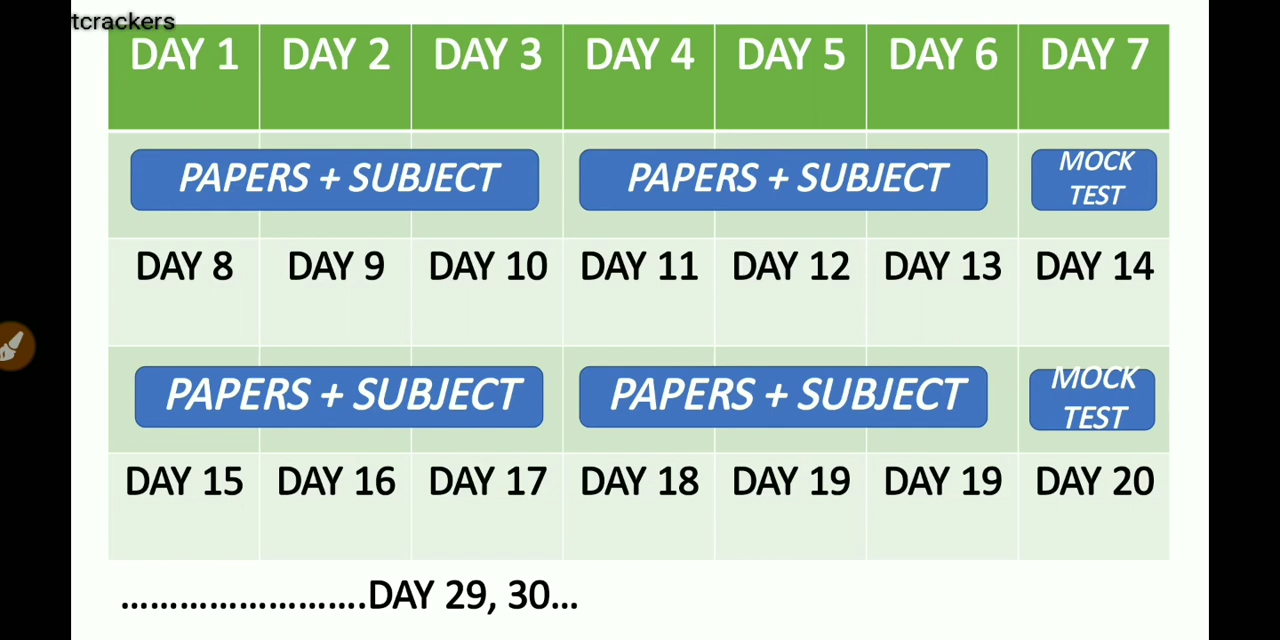 tcrackers
DAY 1 DAY 2 DAY 3 DAY 4 DAY 5 DAY 6 DAY 7
PAPERS + SUBJECT PAPERS + SUBJECT MOCK TEST
DAY 8 DAY 9 DAY 10 DAY 11 DAY 12 DAY 13 DAY 14
PAPERS + SUBJECT PAPERS + SUBJECT MOCK TEST
DAY 15 DAY 16 DAY 17 DAY 18 DAY 19 DAY 19 DAY 20
……………………….DAY 29, 30…